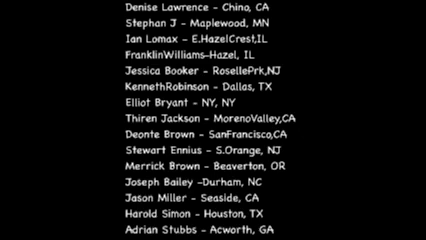 Denise Lawrence - Chino, CA
Stephan J - Maplewood, MN
Ian Lomax - E.HazelCrest,IL
FranklinWilliams-Hazel, IL
Jessica Booker - RosellePrk,NJ
KennethRobinson - Dallas, TX
Elliot Bryant - NY, NY
Thiren Jackson - MorenoValley,CA
Deonte Brown - SanFrancisco,CA
Stewart Ennius - S.Orange, NJ
Merrick Brown - Beaverton, OR
Joseph Bailey -Durham, NC
Jason Miller - Seaside, CA
Harold Simon - Houston, TX
Adrian Stubbs - Acworth, GA